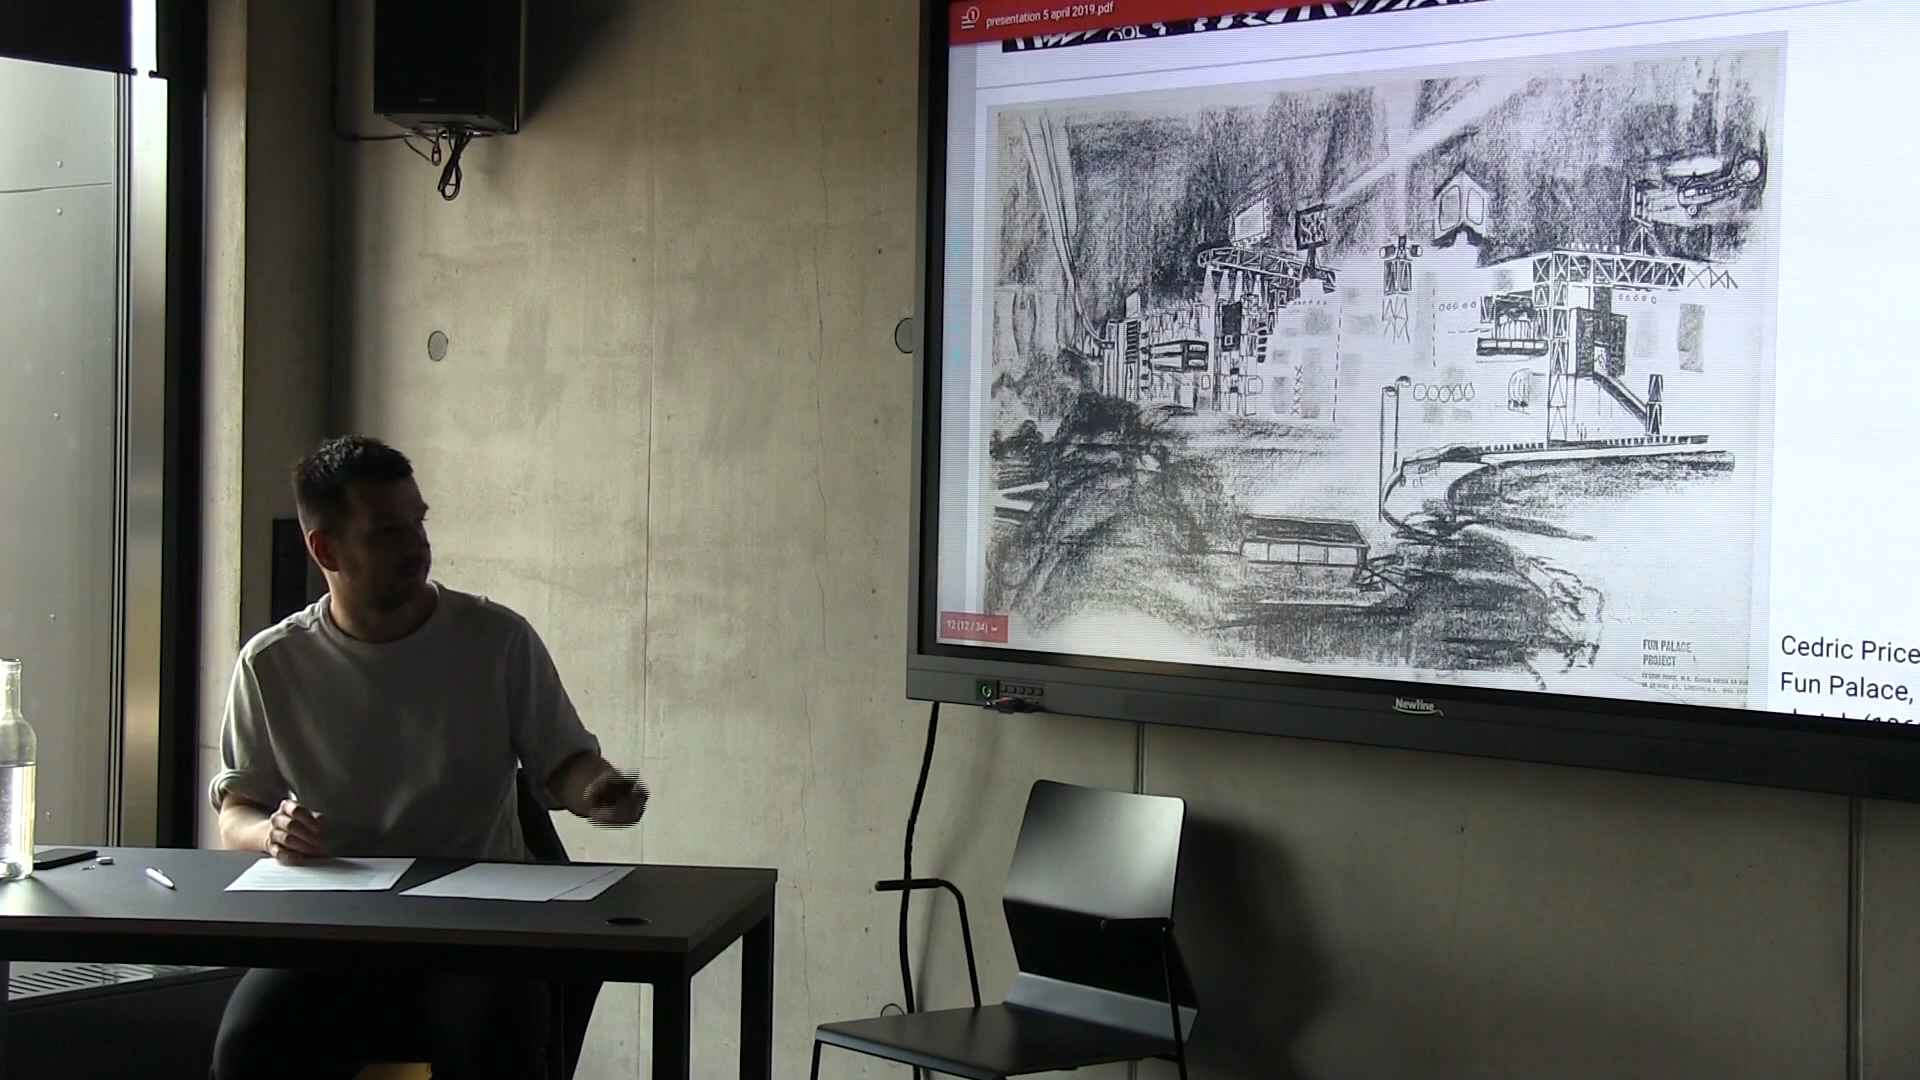 presentation 5 april 2019.pdf
12 (12 / 34)
FUN PALACE
PROJECT
Cedric Price
Fun Palace,
Newline